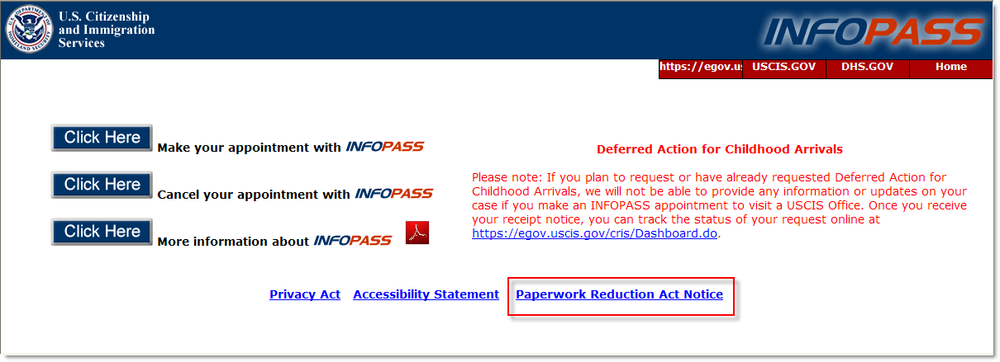 U.S. Citizenship
and Immigration
Services
INFOPASS
https://egov.us
USCIS.GOV
DHS.GOV
Home
Click Here Make your appointment with INFOPASS
Click Here Cancel your appointment with INFOPASS
Click Here More information about INFOPASS
Deferred Action for Childhood Arrivals
Please note: If you plan to request or have already requested Deferred Action for
Childhood Arrivals, we will not be able to provide any information or updates on your
case if you make an INFOPASS appointment to visit a USCIS Office. Once you receive
your receipt notice, you can track the status of your request online at
https://egov.uscis.gov/cris/Dashboard.do.
Privacy Act Accessibility Statement Paperwork Reduction Act Notice